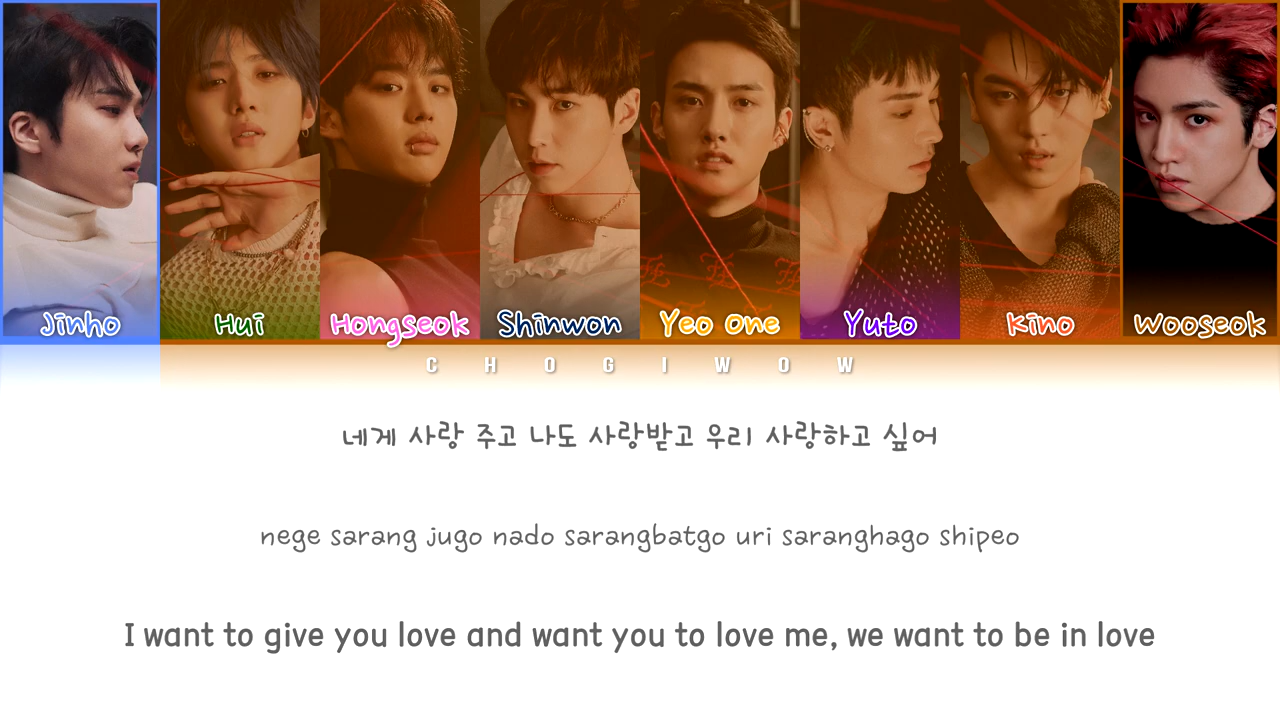 Jinho Hui Hongseok Shinwon Yeo One Yuto Kino Wooseok
CHOGIWOW
네게 사랑 주고 나도 사랑받고 우리 사랑하고 싶어
nege sarang jugo nado sarangbatgo uri saranghago shipeo
I want to give you love and want you to love me, we want to be in love